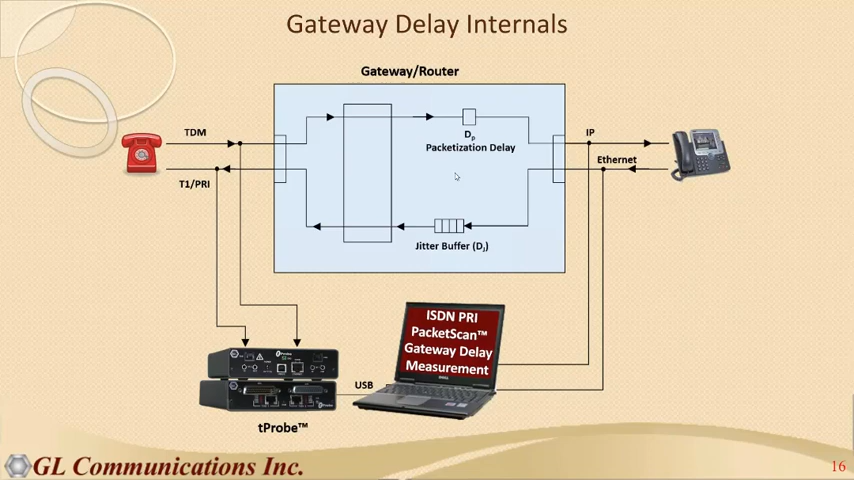 Gateway Delay Internals
Gateway/Router
TDM
T1/PRI
Dp
Packetization Delay
Jitter Buffer (Dj)
IP
Ethernet
ISDN PRI
PacketScan™
Gateway Delay
Measurement
USB
tProbe™
GL Communications Inc.
16